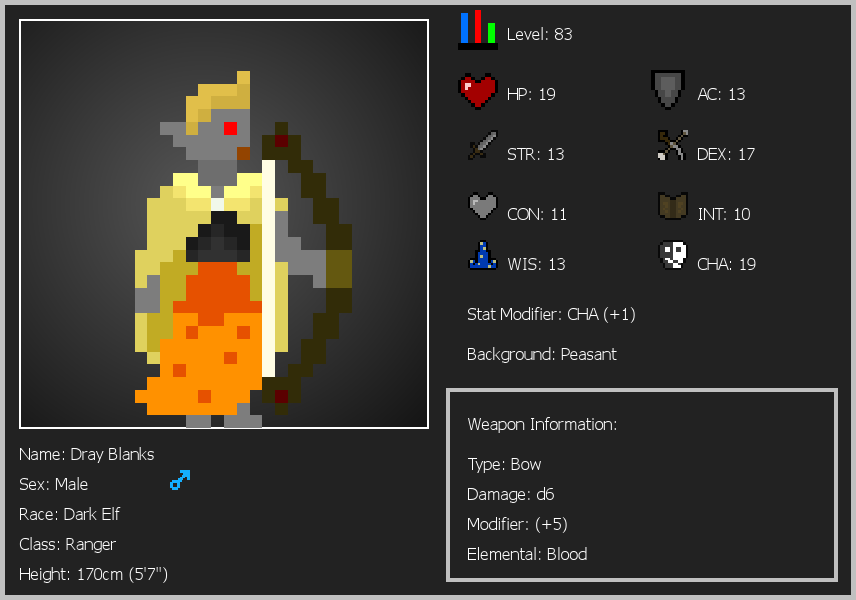 Level: 83
HP: 19
AC: 13
STR: 13
DEX: 17
CON: 11
INT: 10
WIS: 13
CHA: 19
Stat Modifier: CHA (+1)
Background: Peasant
Weapon Information:
Type: Bow
Damage: d6
Modifier: (+5)
Elemental: Blood
Name: Dray Blanks
Sex: Male
Race: Dark Elf
Class: Ranger
Height: 170cm (5'7")